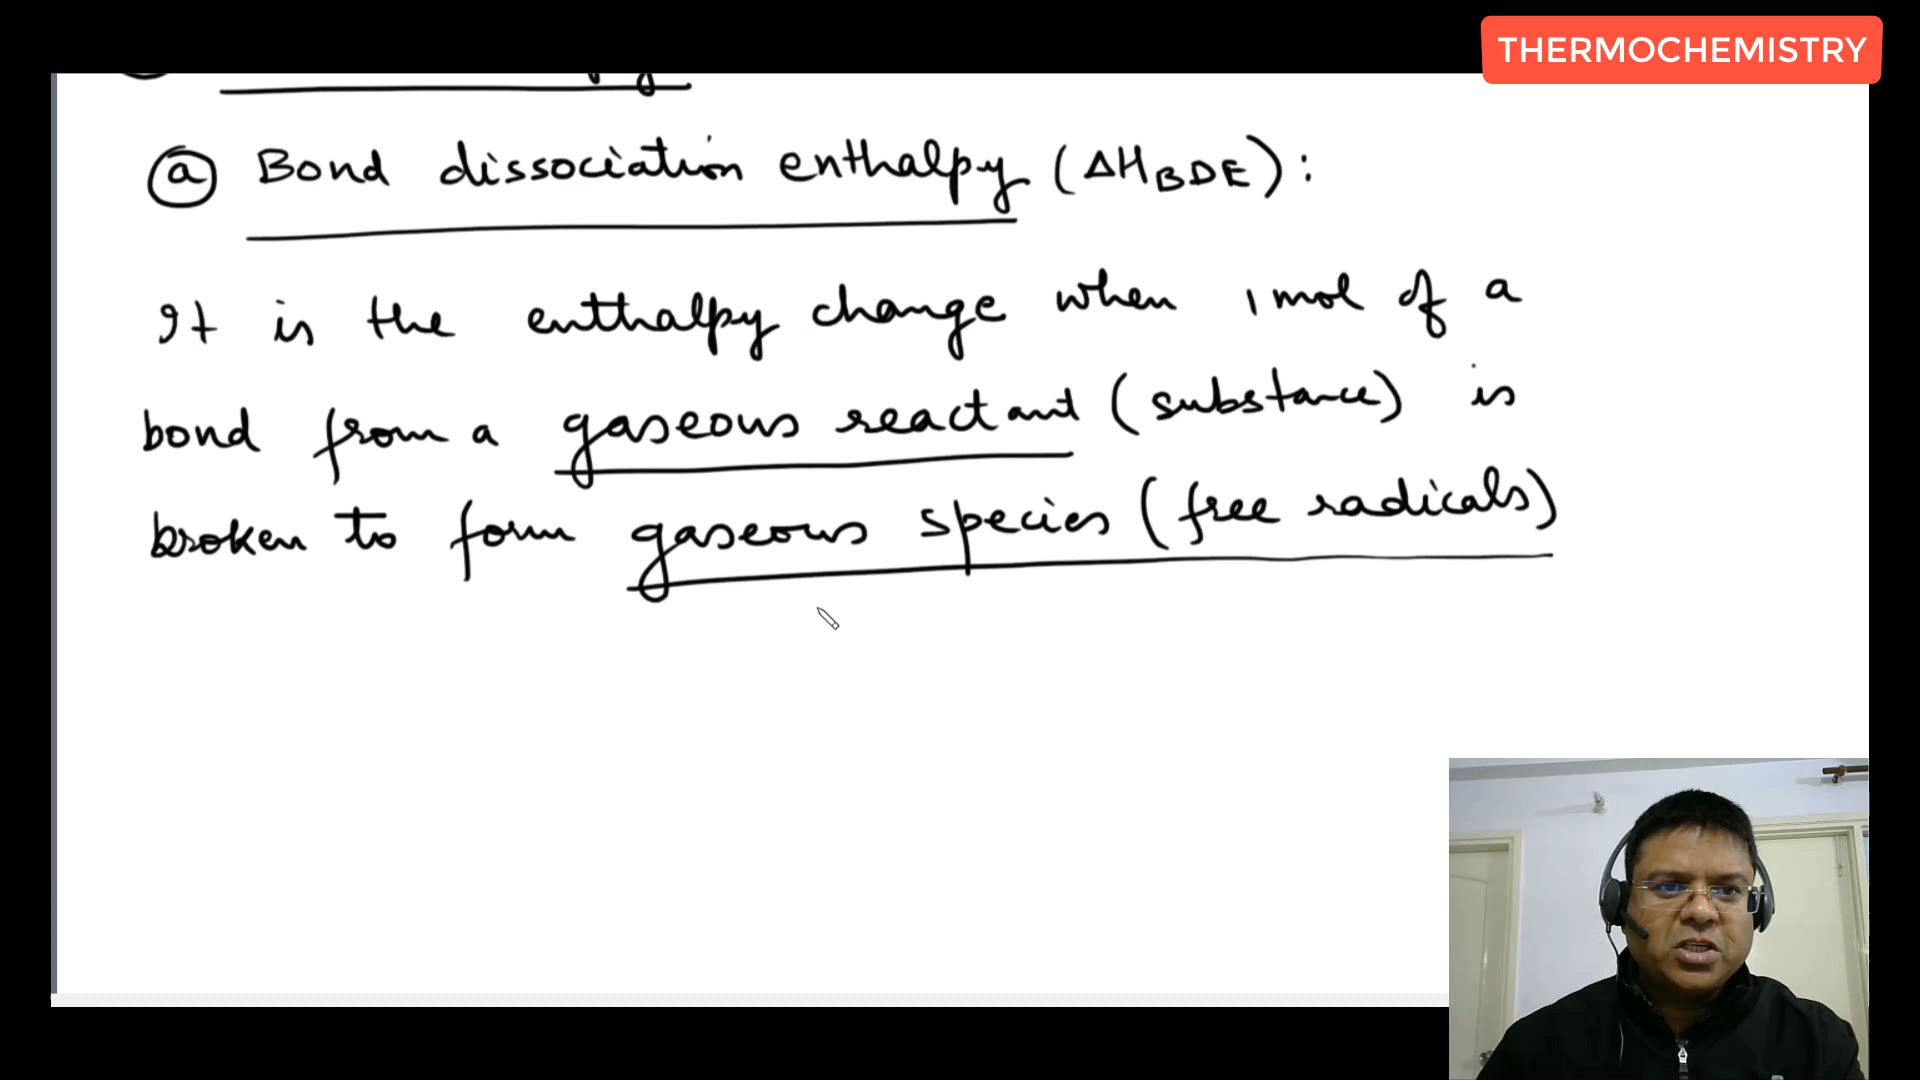 THERMOCHEMISTRY
ⓐ Bond dissociation enthalpy (ΔH_BDE):
It is the enthalpy change when 1 mol of a
bond from a gaseous reactant (substance) is
broken to form gaseous species (free radicals)